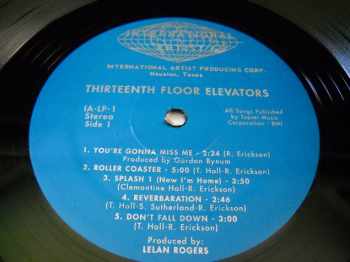 INTERNATIONAL
ARTISTS
INTERNATIONAL ARTIST PRODUCING CORP.
Houston, Texas
THIRTEENTH FLOOR ELEVATORS
IA-LP-1
Stereo
Side 1
All Songs Published
by Tapier Music
Corporation - BMI
1. YOU'RE GONNA MISS ME - 2:24 (R. Erickson)
Produced by Gordon Bynum
2. ROLLER COASTER - 5:00 (T. Hall-R. Erickson)
3. SPLASH 1 (Now I'm Home) - 3:50
(Clementine Hall-R. Erickson)
4. REVERBARATION - 2:46
(T. Hall-S. Sutherland-R. Erickson)
5. DON'T FALL DOWN - 3:00
(T. Hall-R. Erickson)
Produced by:
LELAN ROGERS